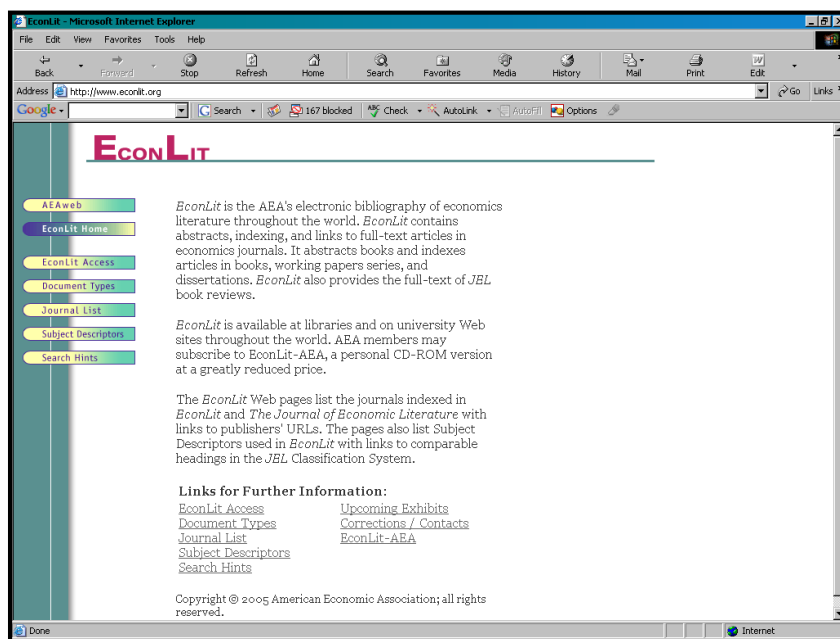 EconLit - Microsoft Internet Explorer
File Edit View Favorites Tools Help
Back Forward Stop Refresh Home Search Favorites Media History Mail Print Edit
Address http://www.econlit.org Go Links
Google Search 167 blocked ABC Check AutoLink AutoFill Options
ECONLIT
AEAweb
EconLit Home
EconLit Access
Document Types
Journal List
Subject Descriptors
Search Hints
EconLit is the AEA's electronic bibliography of economics
literature throughout the world. EconLit contains
abstracts, indexing, and links to full-text articles in
economics journals. It abstracts books and indexes
articles in books, working papers series, and
dissertations. EconLit also provides the full-text of JEL
book reviews.
EconLit is available at libraries and on university Web
sites throughout the world. AEA members may
subscribe to EconLit-AEA, a personal CD-ROM version
at a greatly reduced price.
The EconLit Web pages list the journals indexed in
EconLit and The Journal of Economic Literature with
links to publishers' URLs. The pages also list Subject
Descriptors used in EconLit with links to comparable
headings in the JEL Classification System.
Links for Further Information:
EconLit Access Upcoming Exhibits
Document Types Corrections / Contacts
Journal List EconLit-AEA
Subject Descriptors
Search Hints
Copyright © 2005 American Economic Association; all rights
reserved.
Done Internet